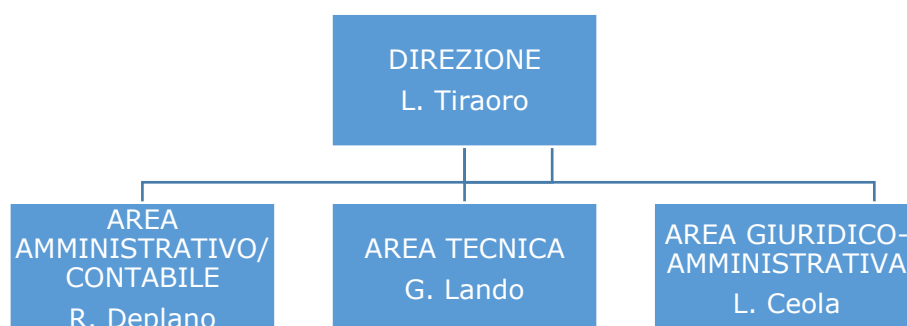 DIREZIONE
L. Tiraoro
AREA
AMMINISTRATIVO/
CONTABILE
R. Deplano
AREA TECNICA
G. Lando
AREA GIURIDICO-
AMMINISTRATIVA
L. Ceola